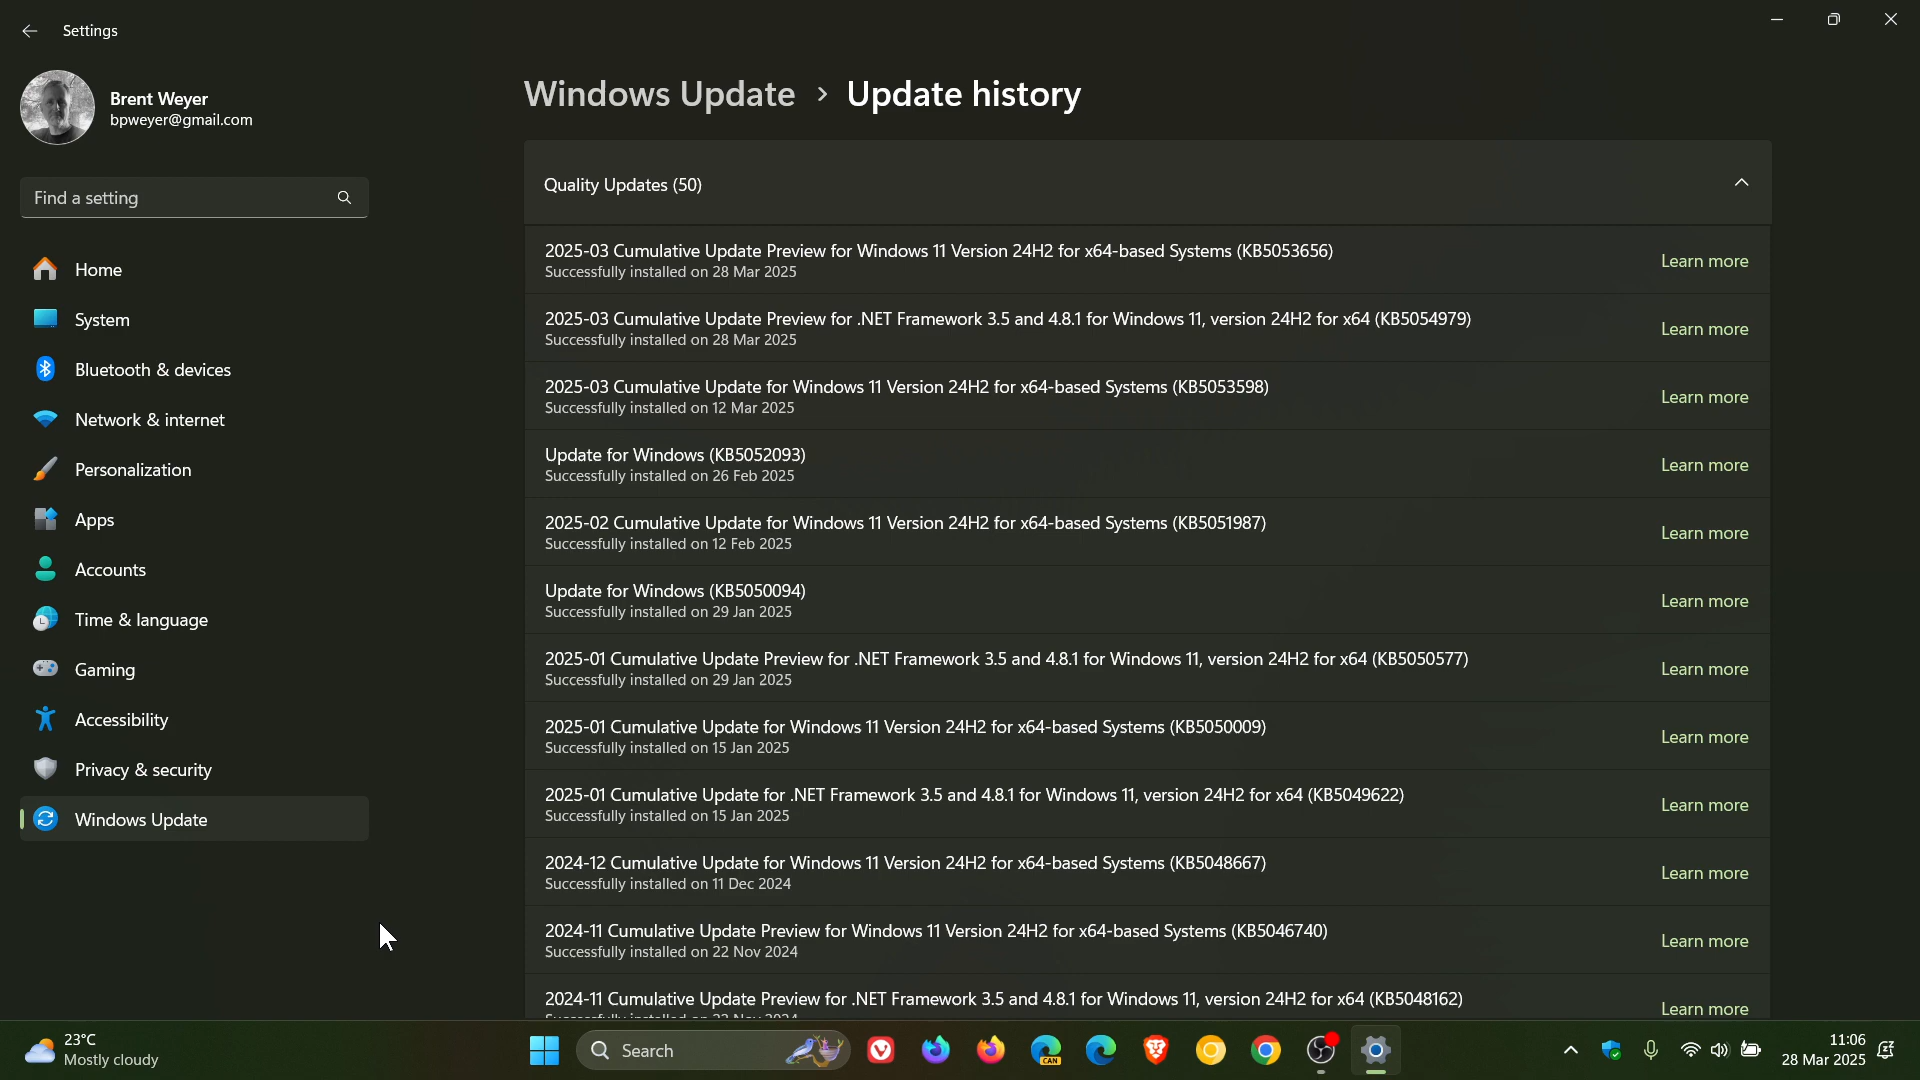 Settings
Brent Weyer
bpweyer@gmail.com
Find a setting
Home
System
Bluetooth & devices
Network & internet
Personalization
Apps
Accounts
Time & language
Gaming
Accessibility
Privacy & security
Windows Update
Windows Update > Update history
Quality Updates (50)
2025-03 Cumulative Update Preview for Windows 11 Version 24H2 for x64-based Systems (KB5053656)
Successfully installed on 28 Mar 2025
Learn more
2025-03 Cumulative Update Preview for .NET Framework 3.5 and 4.8.1 for Windows 11, version 24H2 for x64 (KB5054979)
Successfully installed on 28 Mar 2025
Learn more
2025-03 Cumulative Update for Windows 11 Version 24H2 for x64-based Systems (KB5053598)
Successfully installed on 12 Mar 2025
Learn more
Update for Windows (KB5052093)
Successfully installed on 26 Feb 2025
Learn more
2025-02 Cumulative Update for Windows 11 Version 24H2 for x64-based Systems (KB5051987)
Successfully installed on 12 Feb 2025
Learn more
Update for Windows (KB5050094)
Successfully installed on 29 Jan 2025
Learn more
2025-01 Cumulative Update Preview for .NET Framework 3.5 and 4.8.1 for Windows 11, version 24H2 for x64 (KB5050577)
Successfully installed on 29 Jan 2025
Learn more
2025-01 Cumulative Update for Windows 11 Version 24H2 for x64-based Systems (KB5050009)
Successfully installed on 15 Jan 2025
Learn more
2025-01 Cumulative Update for .NET Framework 3.5 and 4.8.1 for Windows 11, version 24H2 for x64 (KB5049622)
Successfully installed on 15 Jan 2025
Learn more
2024-12 Cumulative Update for Windows 11 Version 24H2 for x64-based Systems (KB5048667)
Successfully installed on 11 Dec 2024
Learn more
2024-11 Cumulative Update Preview for Windows 11 Version 24H2 for x64-based Systems (KB5046740)
Successfully installed on 22 Nov 2024
Learn more
2024-11 Cumulative Update Preview for .NET Framework 3.5 and 4.8.1 for Windows 11, version 24H2 for x64 (KB5048162)
Successfully installed on 22 Nov 2024
Learn more
23°C
Mostly cloudy
Search
CAN
11:06
28 Mar 2025